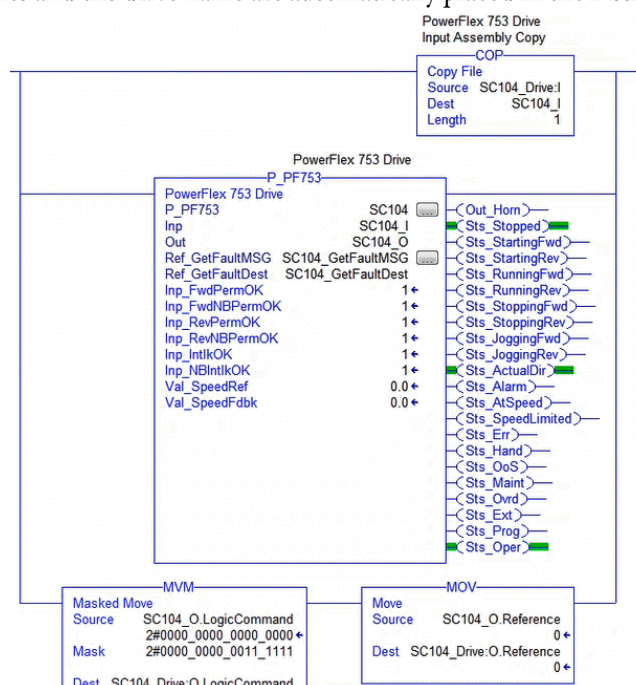 PowerFlex 753 Drive
Input Assembly Copy
COP
Copy File
Source SC104_Drive:I
Dest SC104_I
Length 1
PowerFlex 753 Drive
P_PF753
PowerFlex 753 Drive
P_PF753 SC104 ...
Inp SC104_I
Out SC104_O
Ref_GetFaultMSG SC104_GetFaultMSG ...
Ref_GetFaultDest SC104_GetFaultDest
Inp_FwdPermOK 1
Inp_FwdNBPermOK 1
Inp_RevPermOK 1
Inp_RevNBPermOK 1
Inp_IntlkOK 1
Inp_NBIntlkOK 1
Val_SpeedRef 0.0
Val_SpeedFdbk 0.0
Out_Horn
Sts_Stopped
Sts_StartingFwd
Sts_StartingRev
Sts_RunningFwd
Sts_RunningRev
Sts_StoppingFwd
Sts_StoppingRev
Sts_JoggingFwd
Sts_JoggingRev
Sts_ActualDir
Sts_Alarm
Sts_AtSpeed
Sts_SpeedLimited
Sts_Err
Sts_Hand
Sts_OoS
Sts_Maint
Sts_Ovrd
Sts_Ext
Sts_Prog
Sts_Oper
MVM
Masked Move
Source SC104_O.LogicCommand
2#0000_0000_0000_0000
Mask 2#0000_0000_0011_1111
Dest SC104_Drive:O.LogicCommand
MOV
Move
Source SC104_O.Reference
0
Dest SC104_Drive:O.Reference
0